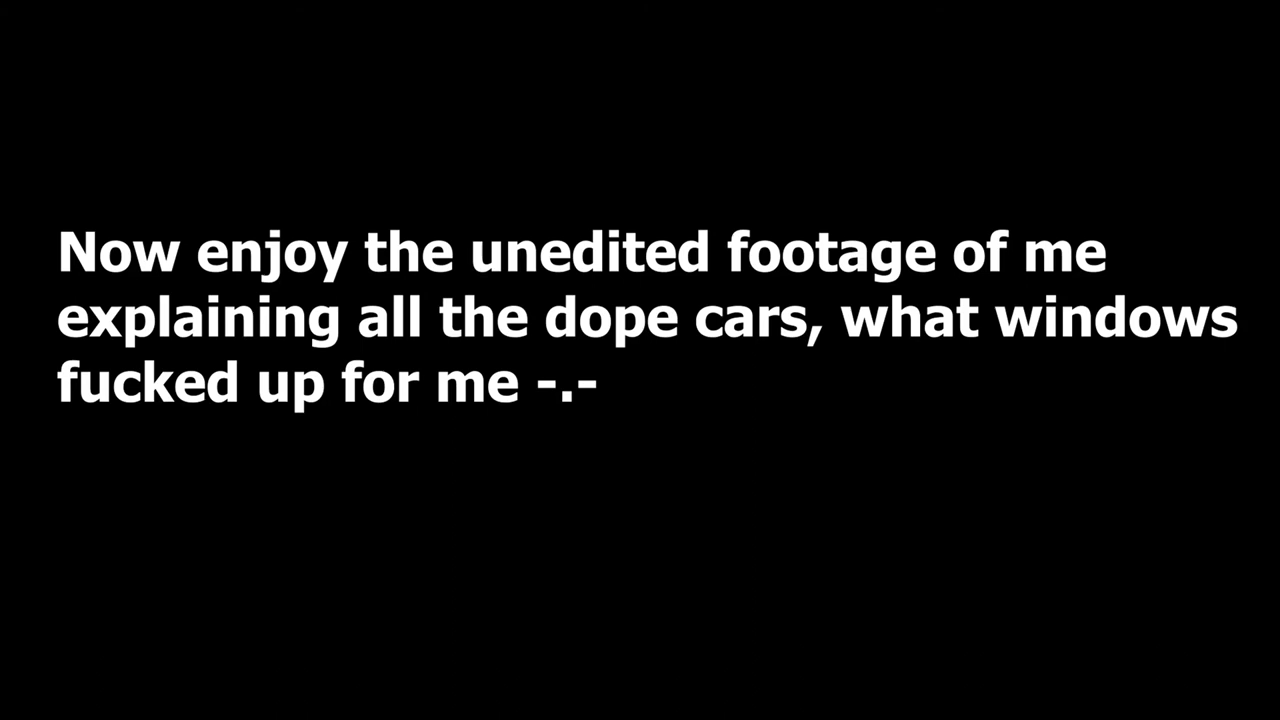 Now enjoy the unedited footage of me
explaining all the dope cars, what windows
fucked up for me -.-